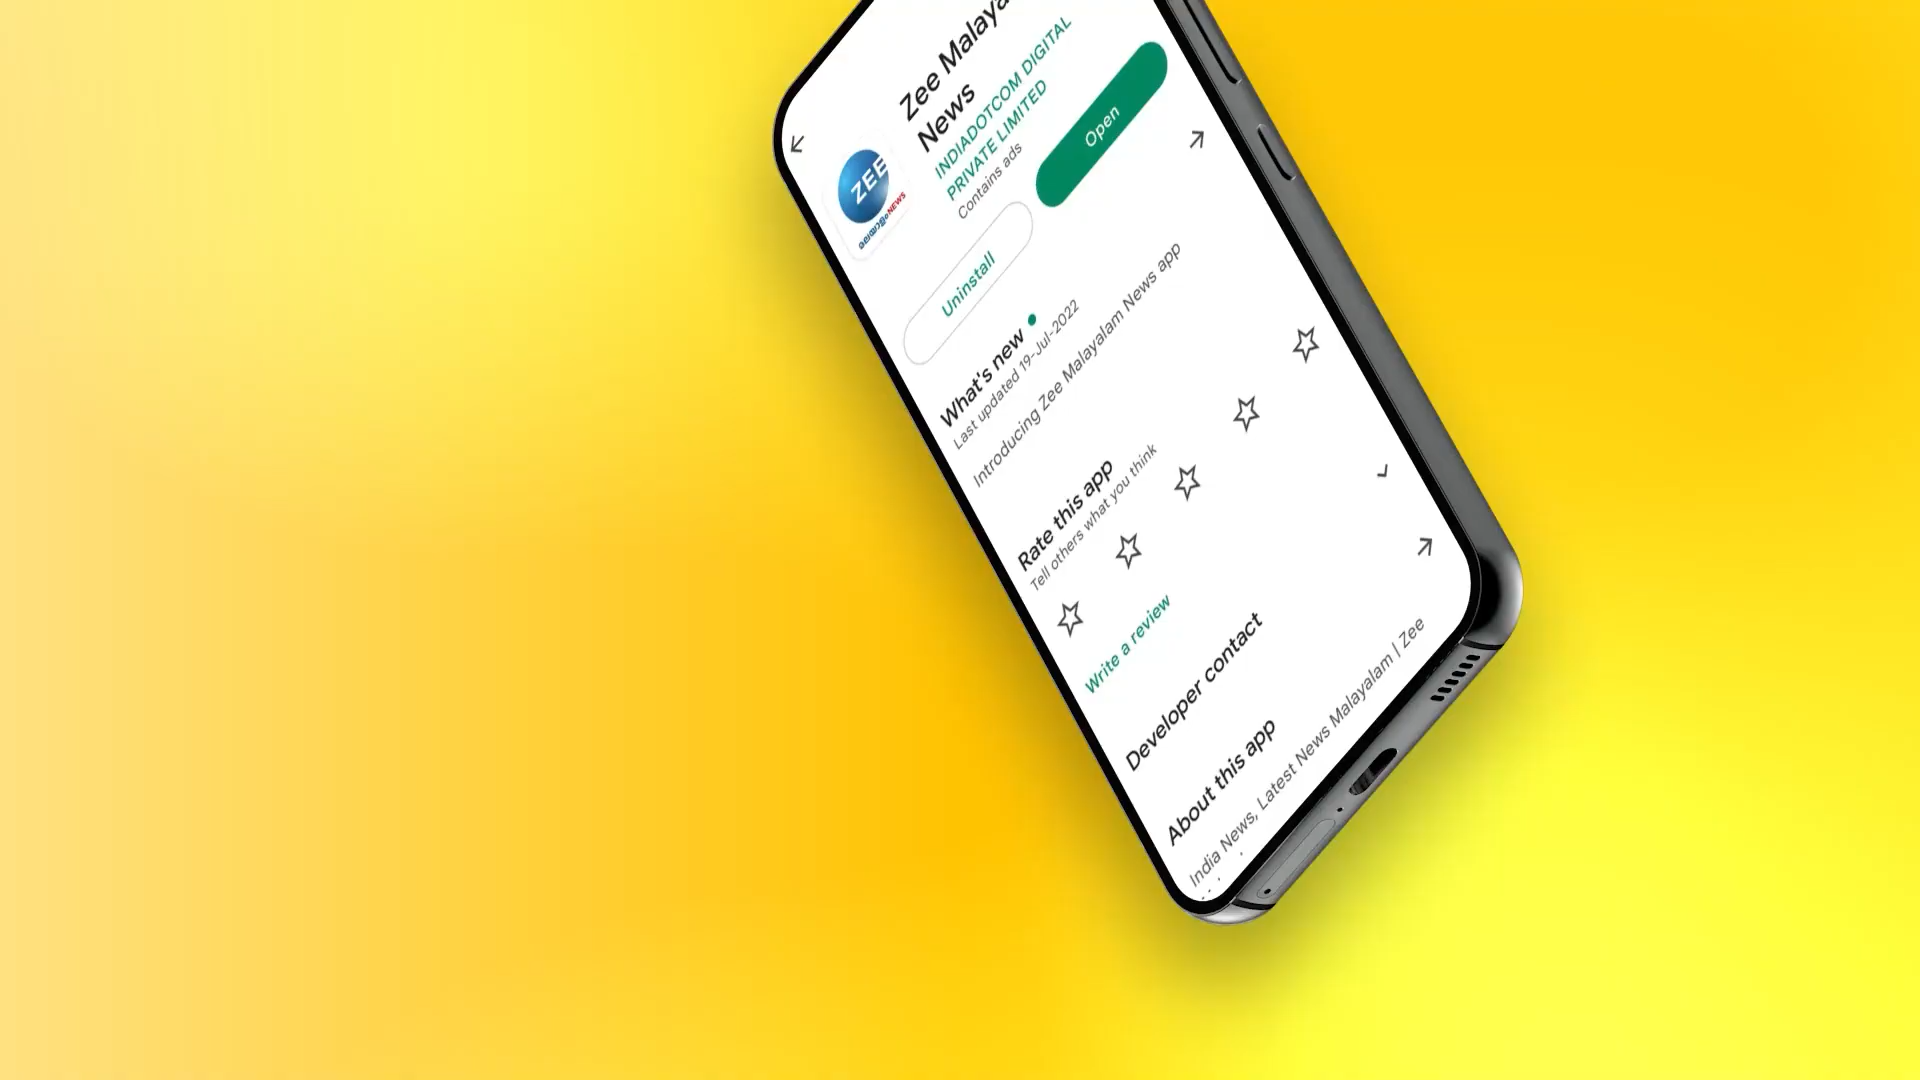 Zee Malaya
News
INDIADOTCOM DIGITAL
PRIVATE LIMITED
Contains ads
ZEE
മലയാളം NEWS
Uninstall
Open
What's new
Last updated 19-Jul-2022
Introducing Zee Malayalam News app
Rate this app
Tell others what you think
Write a review
Developer contact
About this app
India News, Latest News Malayalam | Zee